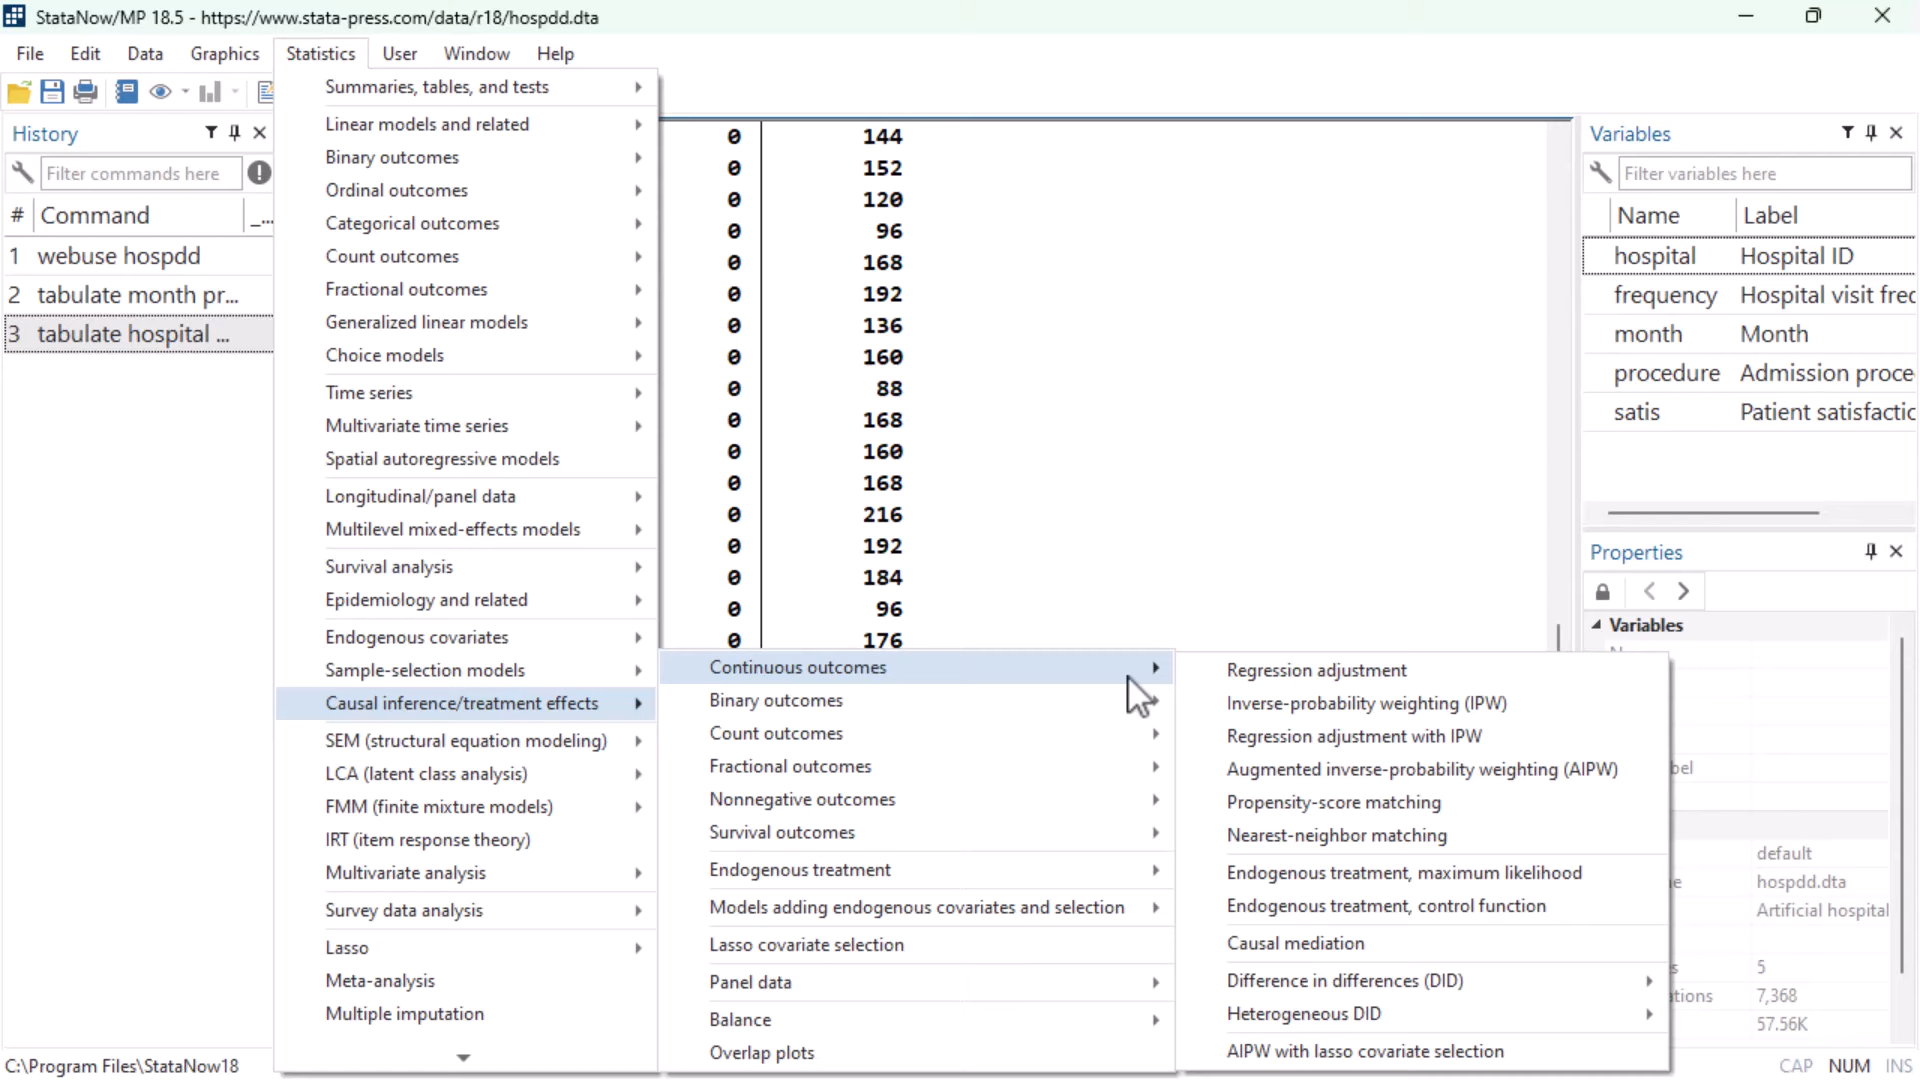 StataNow/MP 18.5 - https://www.stata-press.com/data/r18/hospdd.dta
File Edit Data Graphics Statistics User Window Help
History
Filter commands here
# Command _...
1 webuse hospdd
2 tabulate month pr...
3 tabulate hospital ...
Summaries, tables, and tests
Linear models and related
Binary outcomes
Ordinal outcomes
Categorical outcomes
Count outcomes
Fractional outcomes
Generalized linear models
Choice models
Time series
Multivariate time series
Spatial autoregressive models
Longitudinal/panel data
Multilevel mixed-effects models
Survival analysis
Epidemiology and related
Endogenous covariates
Sample-selection models
Causal inference/treatment effects
SEM (structural equation modeling)
LCA (latent class analysis)
FMM (finite mixture models)
IRT (item response theory)
Multivariate analysis
Survey data analysis
Lasso
Meta-analysis
Multiple imputation
0 144
0 152
0 120
0 96
0 168
0 192
0 136
0 160
0 88
0 168
0 160
0 168
0 216
0 192
0 184
0 96
0 176
Continuous outcomes
Binary outcomes
Count outcomes
Fractional outcomes
Nonnegative outcomes
Survival outcomes
Endogenous treatment
Models adding endogenous covariates and selection
Lasso covariate selection
Panel data
Balance
Overlap plots
Regression adjustment
Inverse-probability weighting (IPW)
Regression adjustment with IPW
Augmented inverse-probability weighting (AIPW)
Propensity-score matching
Nearest-neighbor matching
Endogenous treatment, maximum likelihood
Endogenous treatment, control function
Causal mediation
Difference in differences (DID)
Heterogeneous DID
AIPW with lasso covariate selection
Variables
Filter variables here
Name Label
hospital Hospital ID
frequency Hospital visit frec
month Month
procedure Admission proce
satis Patient satisfactic
Properties
Variables
bel
default
e hospdd.dta
Artificial hospital
s 5
ations 7,368
57.56K
C:\Program Files\StataNow18
CAP NUM INS